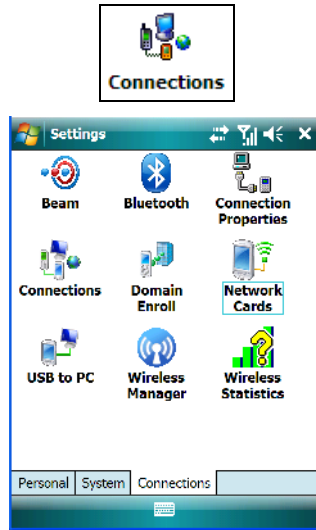 Connections
Settings
Beam Bluetooth Connection
Properties
Connections Domain
Enroll Network
Cards
USB to PC Wireless
Manager Wireless
Statistics
Personal System Connections